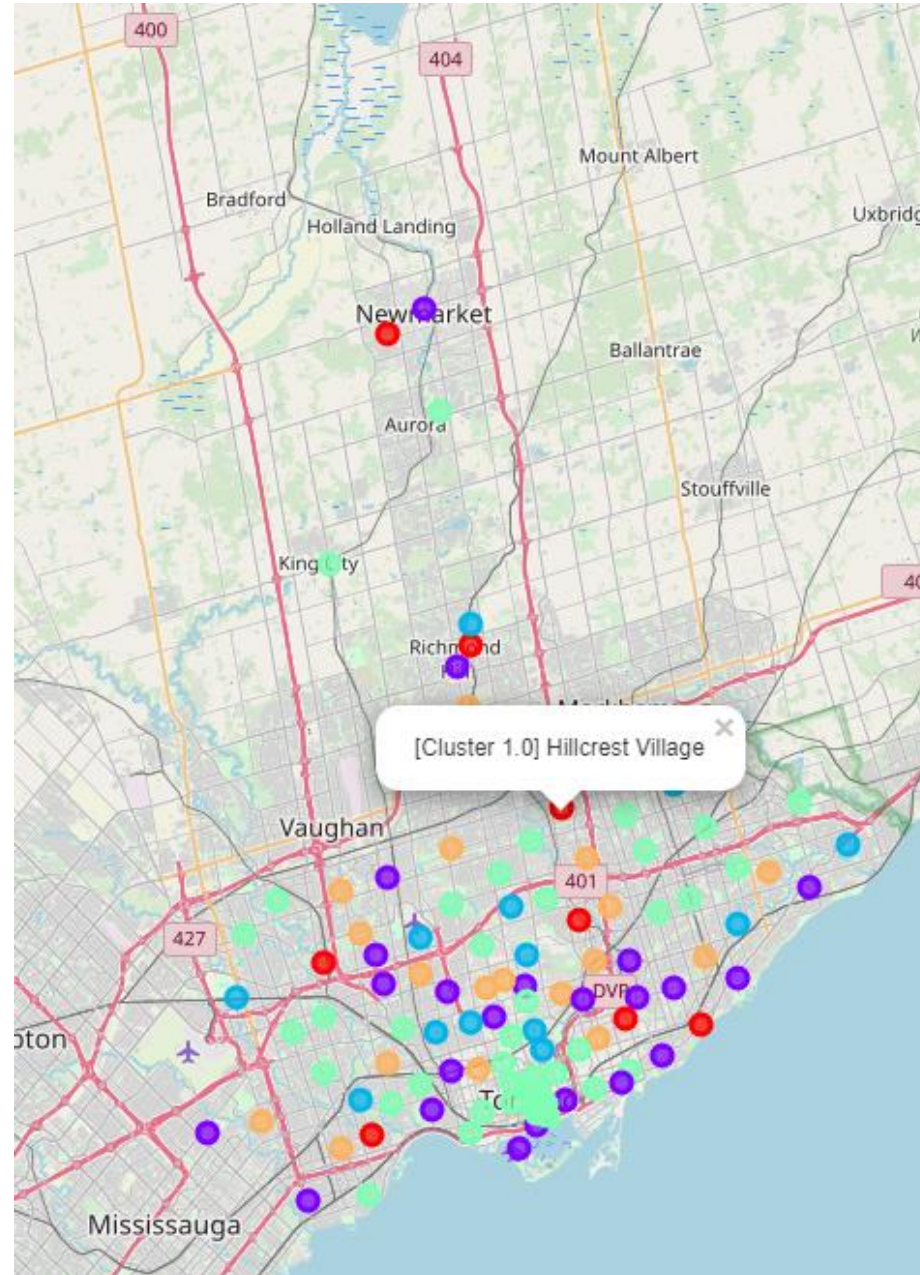 400
404
Mount Albert
Bradford
Holland Landing
Newmarket
Ballantrae
Aurora
Stouffville
King City
Richmond
[Cluster 1.0] Hillcrest Village
×
Vaughan
401
427
DVP
Mississauga